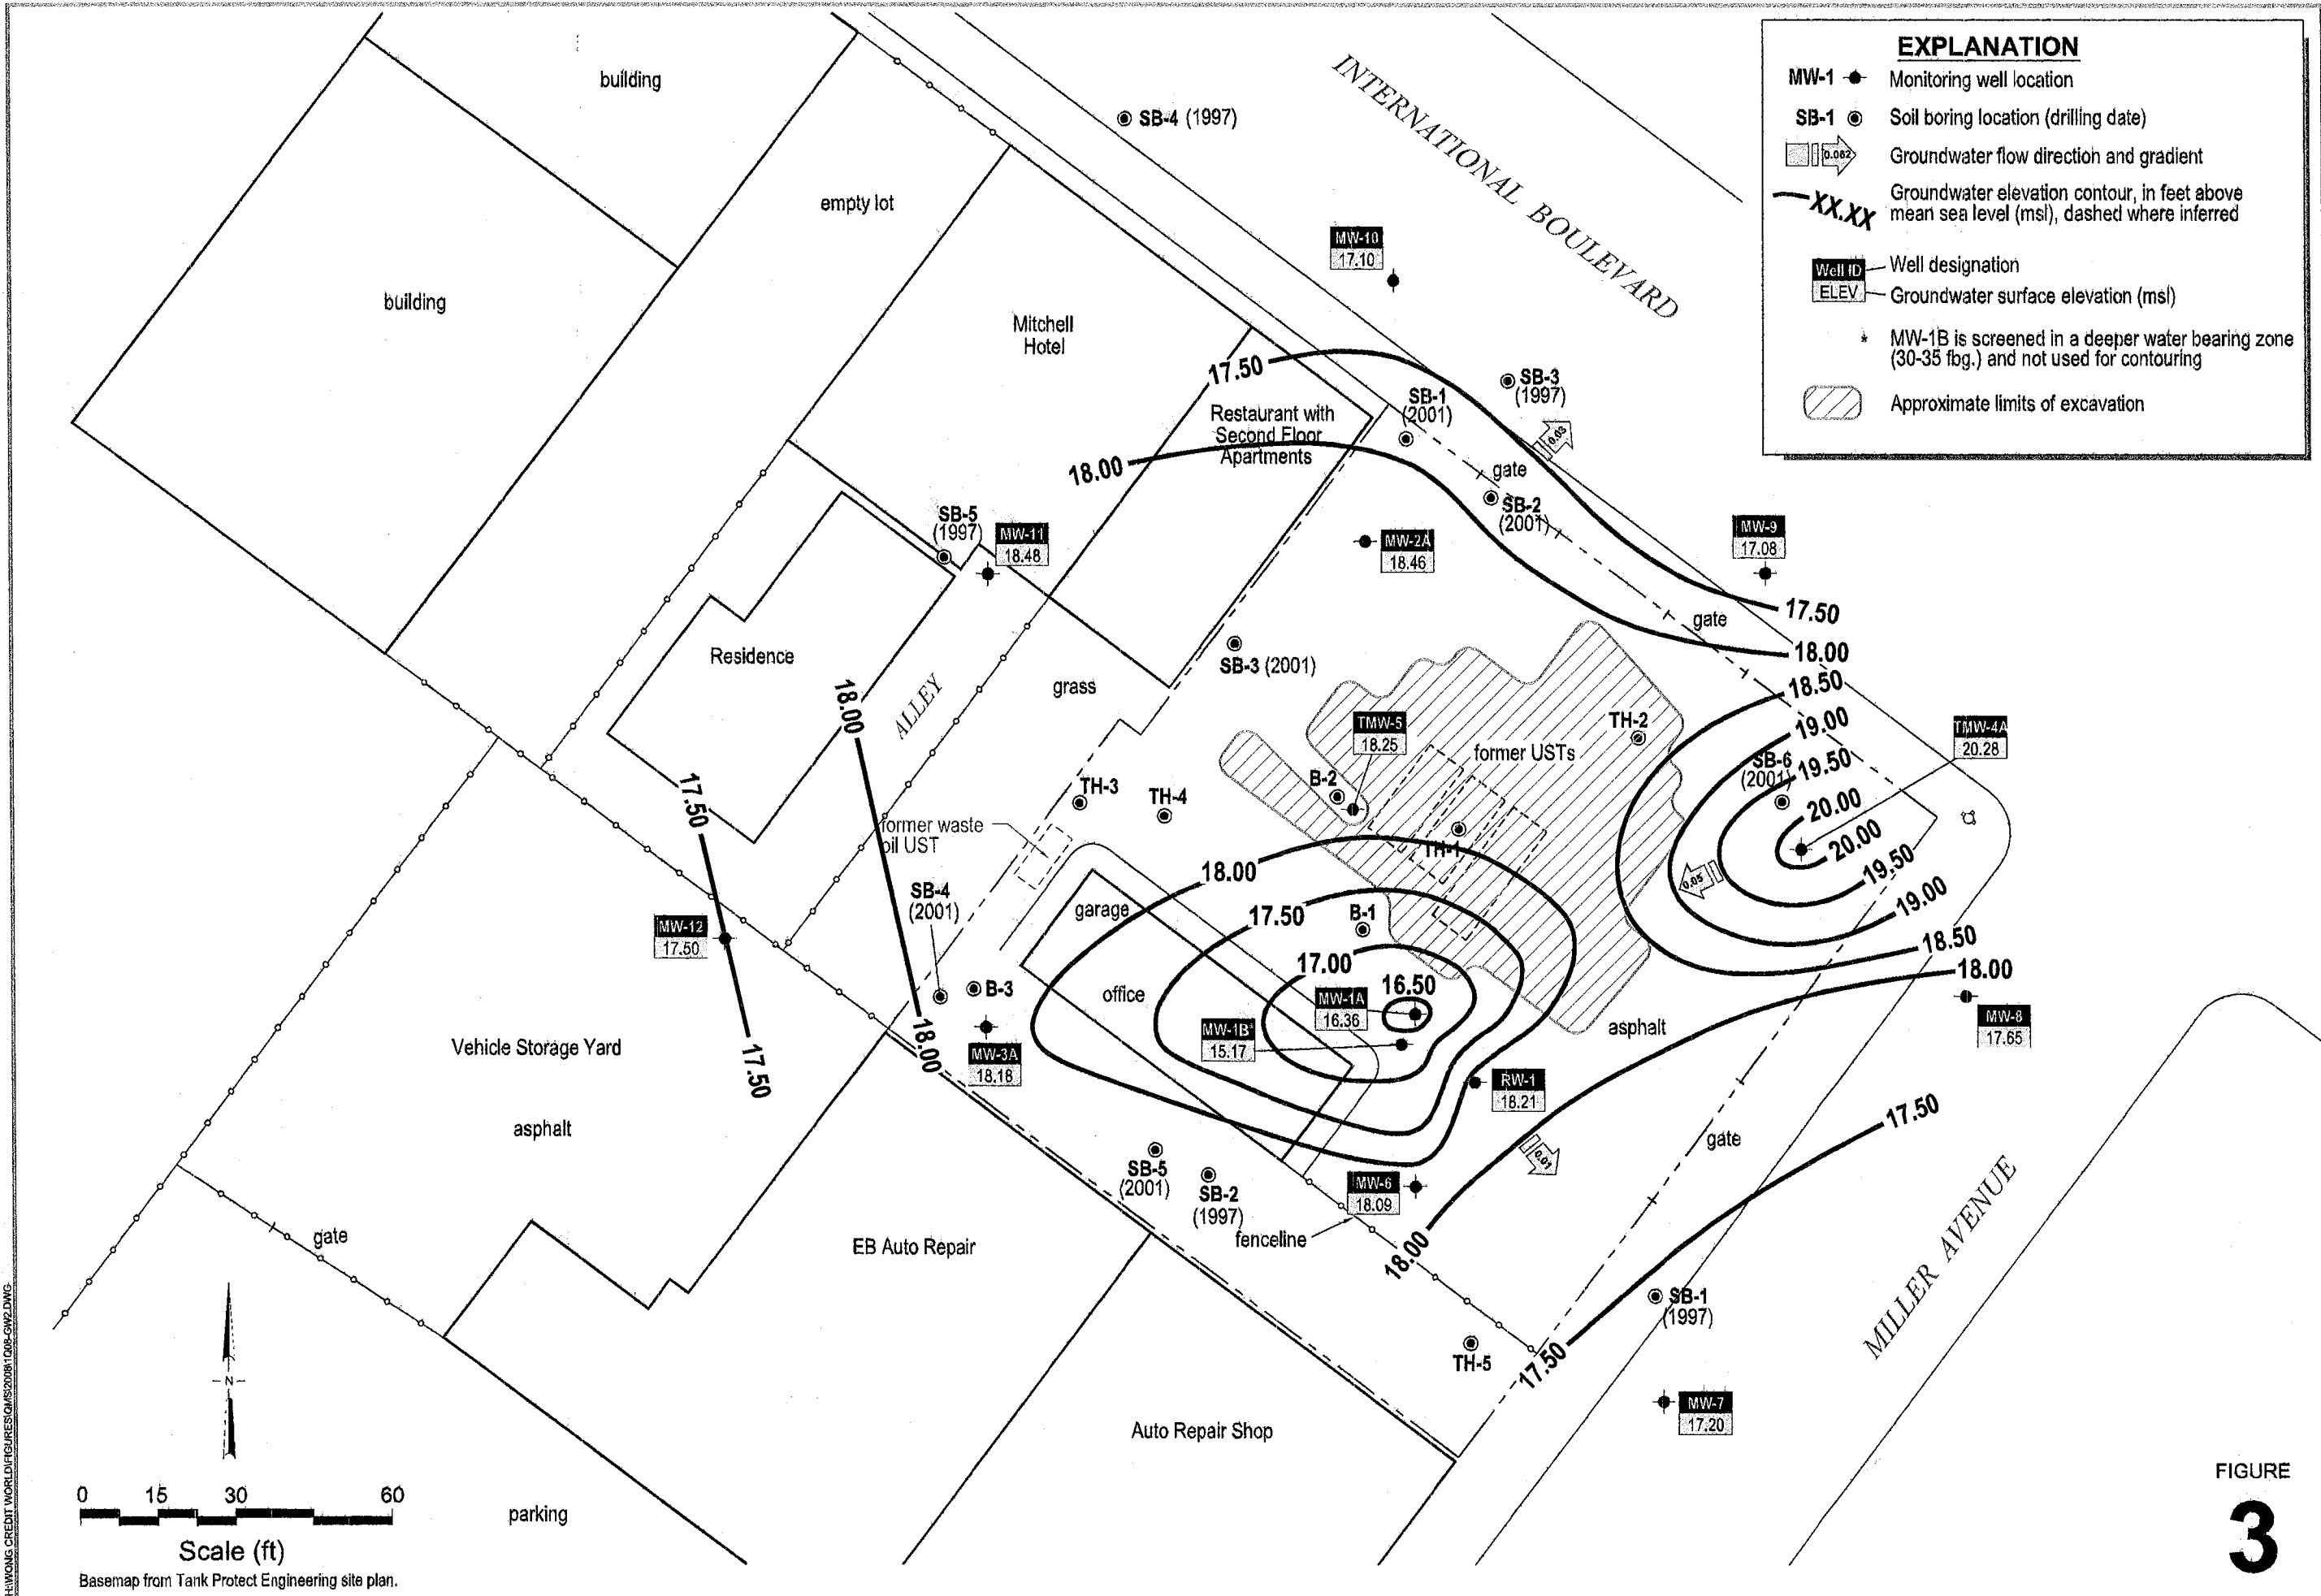 EXPLANATION
MW-1 Monitoring well location
SB-1 Soil boring location (drilling date)
0.062 Groundwater flow direction and gradient
XX.XX Groundwater elevation contour, in feet above
mean sea level (msl), dashed where inferred
Well ID Well designation
ELEV Groundwater surface elevation (msl)
* MW-1B is screened in a deeper water bearing zone
(30-35 fbg.) and not used for contouring
Approximate limits of excavation
building
SB-4 (1997)
INTERNATIONAL BOULEVARD
empty lot
MW-10
17.10
building
Mitchell
Hotel
17.50
SB-3
(1997)
SB-1
(2001)
Restaurant with
Second Floor
Apartments
0.03
18.00
gate
SB-2
(2001)
SB-5
(1997)
MW-11
18.48
MW-2A
18.46
MW-9
17.08
17.50
gate
Residence
SB-3 (2001)
18.00
ALLEY
grass
18.50
18.00
19.00
TMW-5
18.25
TH-2
TMW-4A
20.28
former USTs
SB-6
(2001)
19.50
17.50
B-2
TH-3
TH-4
20.00
former waste
oil UST
TH-1
20.00
18.00
19.50
0.05
SB-4
(2001)
garage
19.00
17.50
B-1
MW-12
17.50
18.50
17.00
18.00
16.50
B-3
office
MW-1A
16.36
MW-1B*
15.17
asphalt
MW-8
17.65
18.00
MW-3A
18.18
Vehicle Storage Yard
17.50
RW-1
18.21
17.50
asphalt
gate
0.01
SB-5
(2001)
SB-2
(1997)
MW-6
18.09
gate
EB Auto Repair
fenceline
18.00
MILLER AVENUE
SB-1
(1997)
TH-5
17.50
N
MW-7
17.20
Auto Repair Shop
FIGURE
3
0 15 30 60
Scale (ft)
parking
Basemap from Tank Protect Engineering site plan.
H:\WONG CREDIT WORLD\FIGURES\QMS\2008\1Q08-GW2.DWG